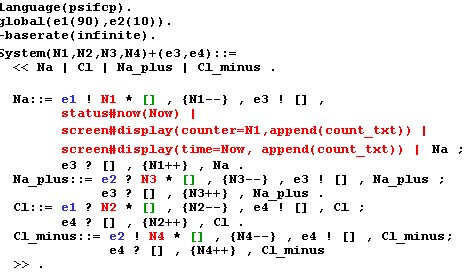 language(psifcp).
global(e1(90),e2(10)).
-baserate(infinite).
System(N1,N2,N3,N4)+(e3,e4)::=
<< Na | Cl | Na_plus | Cl_minus .
Na::= e1 ! N1 * [] , {N1--} , e3 ! [] ,
status#now(Now) |
screen#display(counter=N1,append(count_txt)) |
screen#display(time=Now, append(count_txt)) | Na ;
e3 ? [] , {N1++} , Na .
Na_plus::= e2 ? N3 * [] , {N3--} , e3 ! [] , Na_plus ;
e3 ? [] , {N3++} , Na_plus .
Cl::= e1 ? N2 * [] , {N2--} , e4 ! [] , Cl ;
e4 ? [] , {N2++} , Cl .
Cl_minus::= e2 ! N4 * [] , {N4--} , e4 ! [] , Cl_minus;
e4 ? [] , {N4++} , Cl_minus
>> .